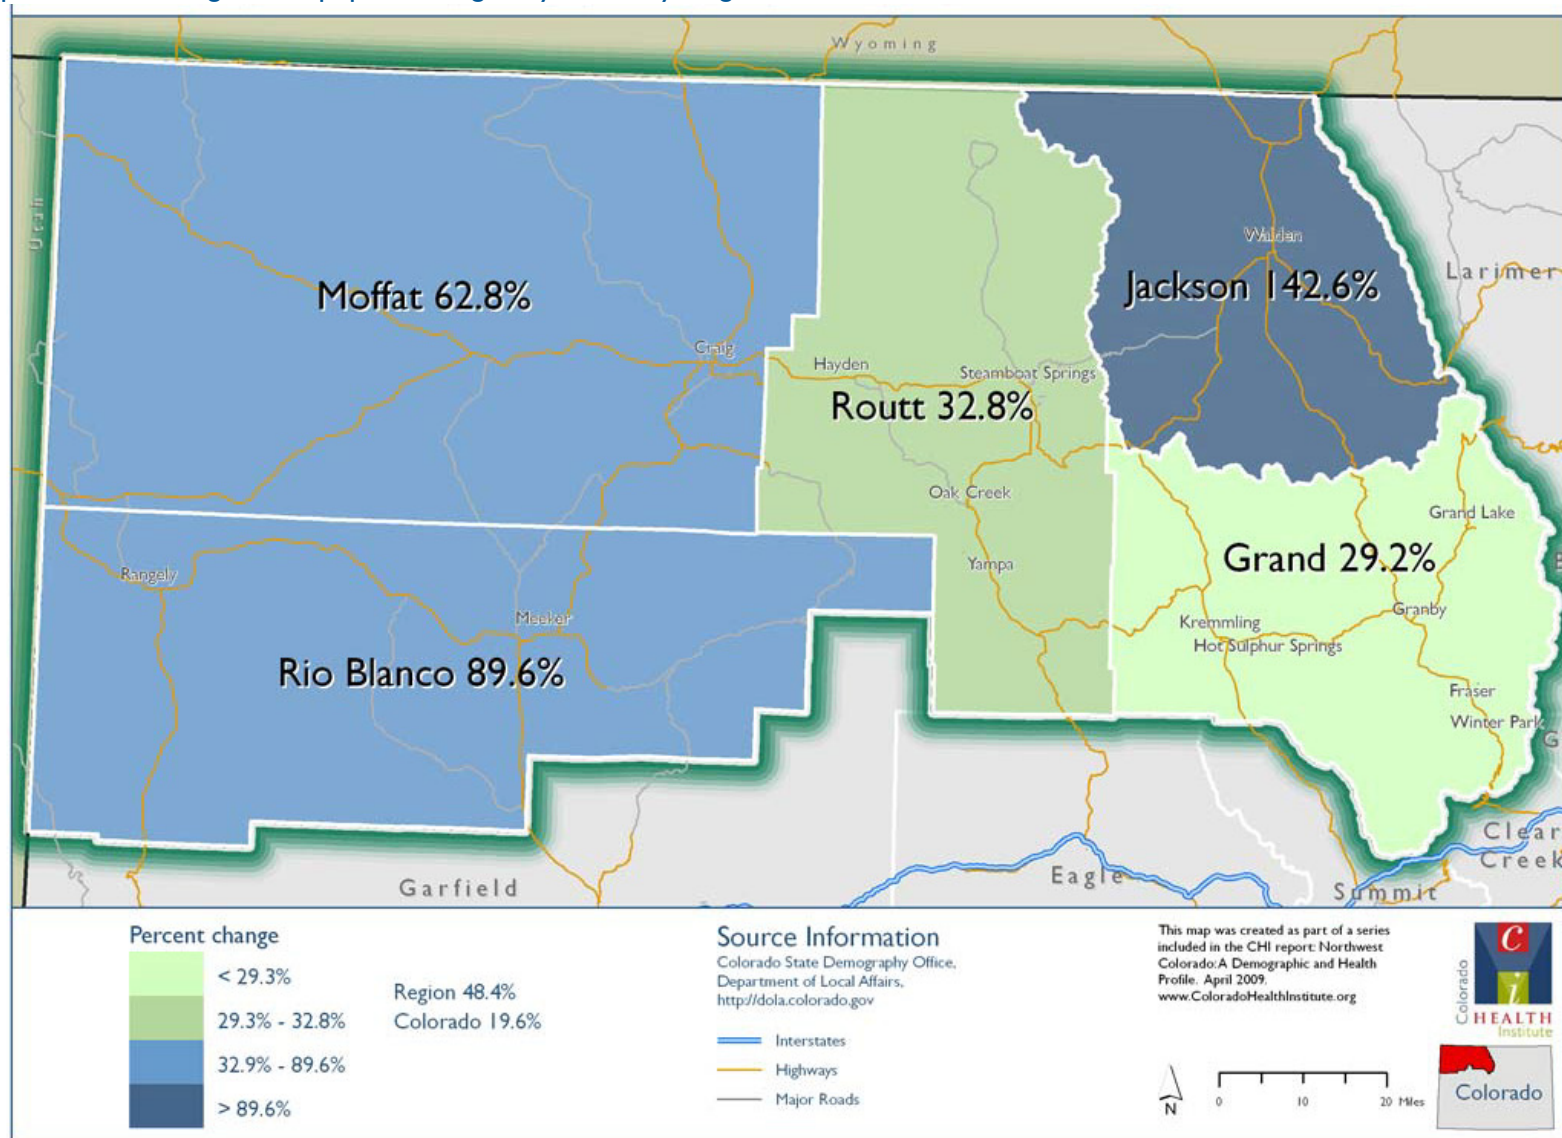 Wyoming
Utah
Walden
Larimer
Moffat 62.8%
Jackson 142.6%
Craig
Hayden
Steamboat Springs
Routt 32.8%
Oak Creek
Grand Lake
Yampa
Grand 29.2%
Rangely
Meeker
Granby
Kremmling
Hot Sulphur Springs
Rio Blanco 89.6%
Fraser
Winter Park
G
Clear
Creek
Garfield
Eagle
Summit
Percent change
< 29.3%
29.3% - 32.8%
32.9% - 89.6%
> 89.6%
Region 48.4%
Colorado 19.6%
Source Information
Colorado State Demography Office,
Department of Local Affairs,
http://dola.colorado.gov
Interstates
Highways
Major Roads
This map was created as part of a series
included in the CHI report: Northwest
Colorado: A Demographic and Health
Profile. April 2009.
www.ColoradoHealthInstitute.org
N
0 10 20 Miles
Colorado
c
i
HEALTH
Institute
Colorado